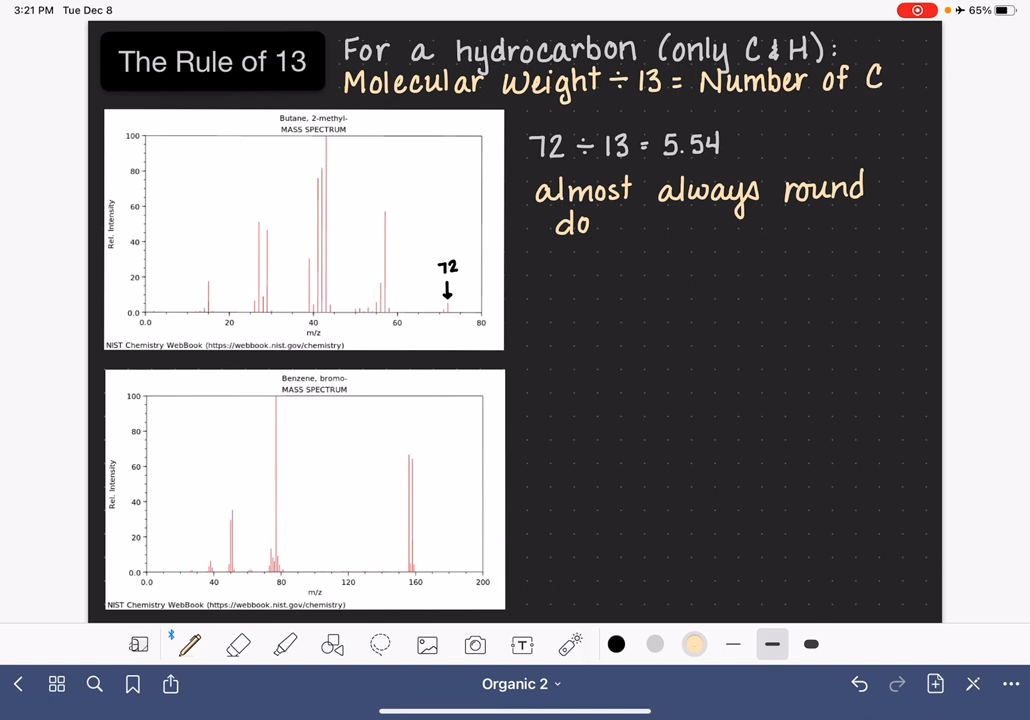 3:21 PM Tue Dec 8
65%
The Rule of 13
For a hydrocarbon (only C & H):
Molecular Weight ÷ 13 = Number of C
Butane, 2-methyl-
MASS SPECTRUM
100
80
60
40
20
0.0
Rel. Intensity
72
0.0 20 40 60 80
m/z
NIST Chemistry WebBook (https://webbook.nist.gov/chemistry)
72 ÷ 13 = 5.54
almost always round
do
Benzene, bromo-
MASS SPECTRUM
100
80
60
40
20
0.0
Rel. Intensity
0.0 40 80 120 160 200
m/z
NIST Chemistry WebBook (https://webbook.nist.gov/chemistry)
T
Organic 2